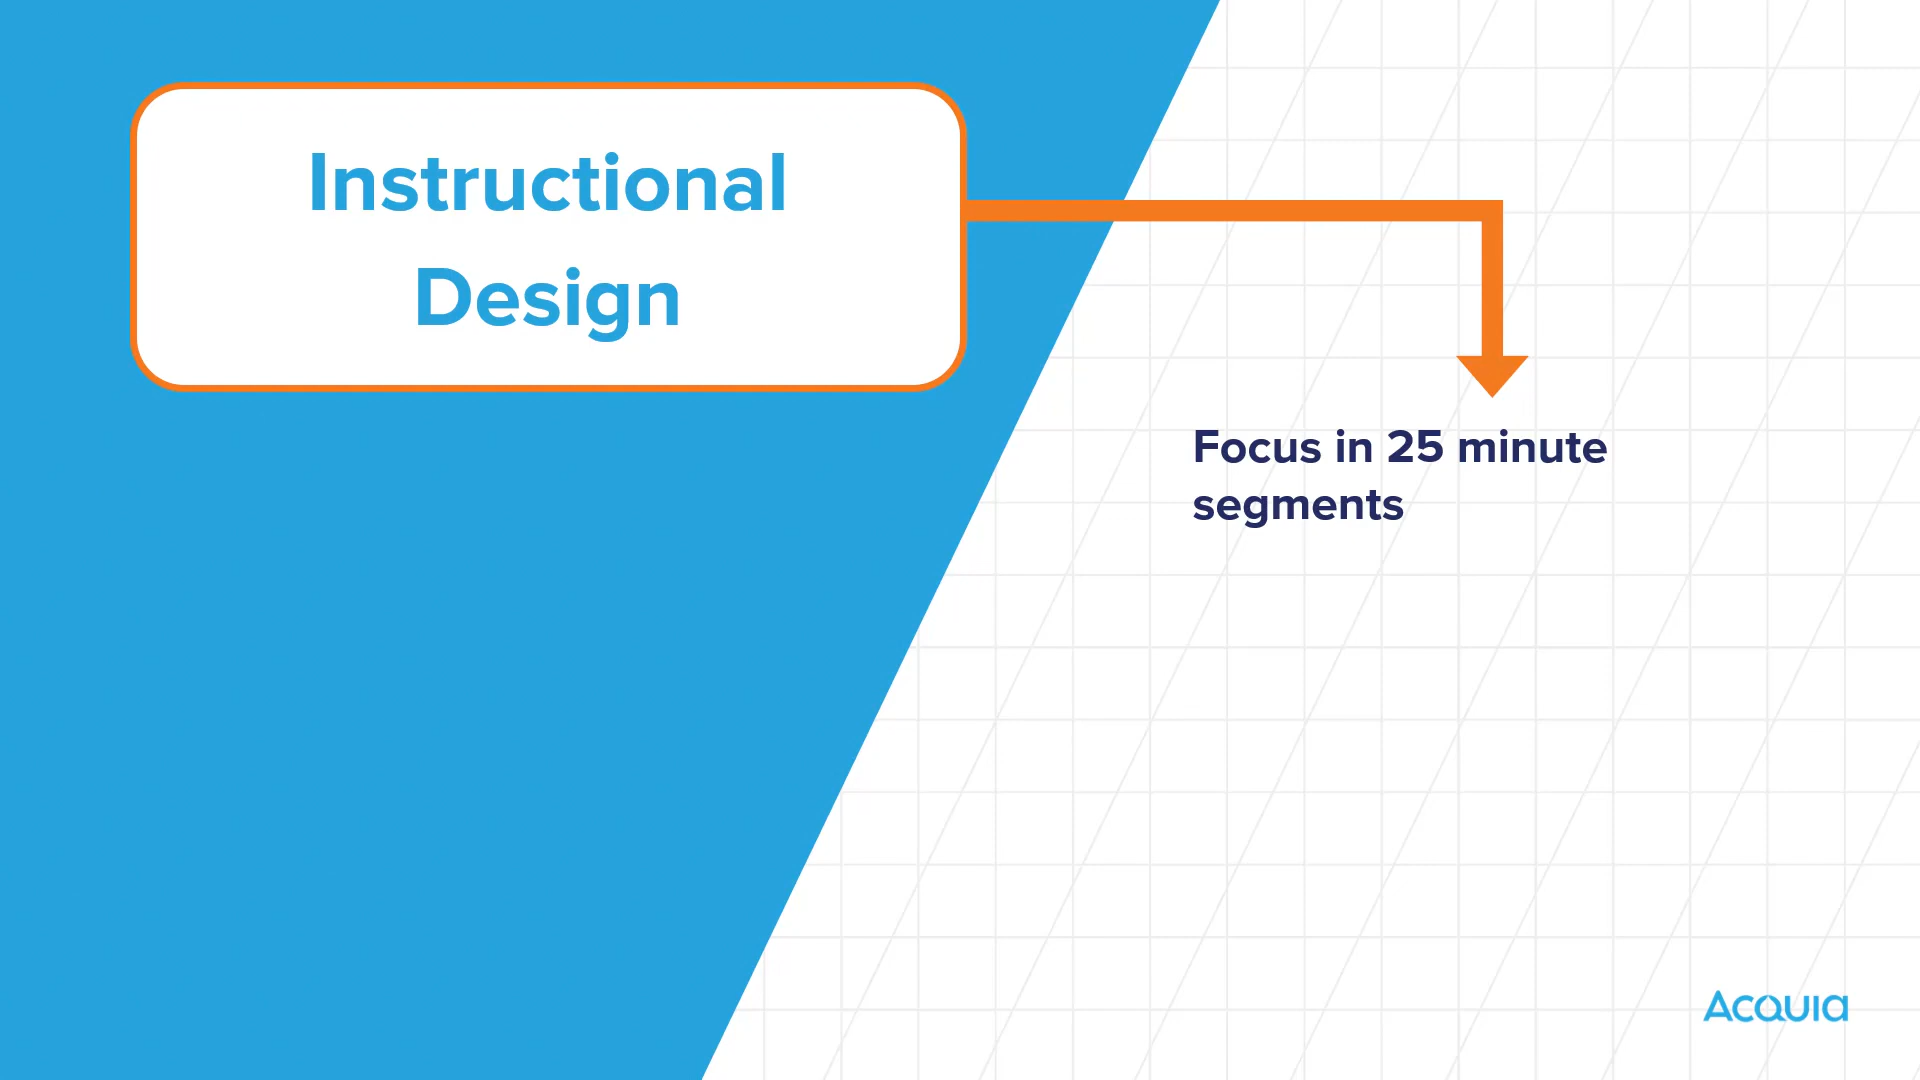 Instructional
Design
Focus in 25 minute
segments
Acquia